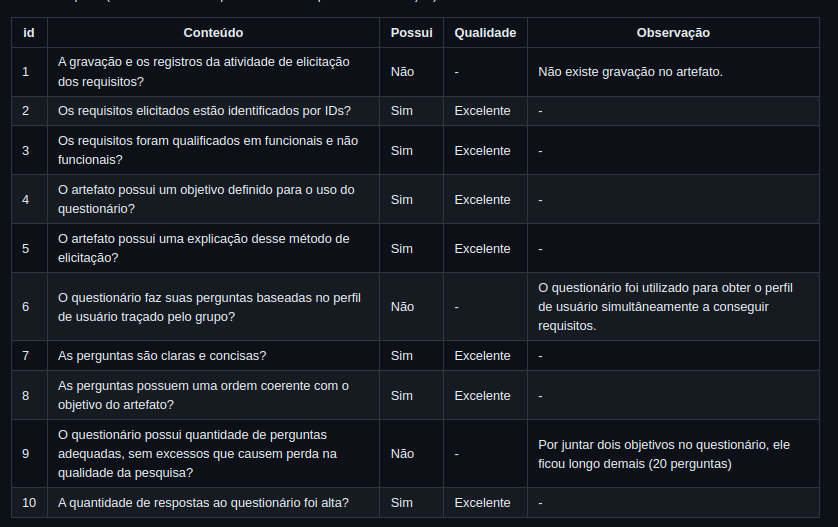 id Conteúdo Possui Qualidade Observação
1 A gravação e os registros da atividade de elicitação
dos requisitos? Não - Não existe gravação no artefato.
2 Os requisitos elicitados estão identificados por IDs? Sim Excelente -
3 Os requisitos foram qualificados em funcionais e não
funcionais? Sim Excelente -
4 O artefato possui um objetivo definido para o uso do
questionário? Sim Excelente -
5 O artefato possui uma explicação desse método de
elicitação? Sim Excelente -
6 O questionário faz suas perguntas baseadas no perfil
de usuário traçado pelo grupo? Não - O questionário foi utilizado para obter o perfil
de usuário simultâneamente a conseguir
requisitos.
7 As perguntas são claras e concisas? Sim Excelente -
8 As perguntas possuem uma ordem coerente com o
objetivo do artefato? Sim Excelente -
9 O questionário possui quantidade de perguntas
adequadas, sem excessos que causem perda na
qualidade da pesquisa? Não - Por juntar dois objetivos no questionário, ele
ficou longo demais (20 perguntas)
10 A quantidade de respostas ao questionário foi alta? Sim Excelente -